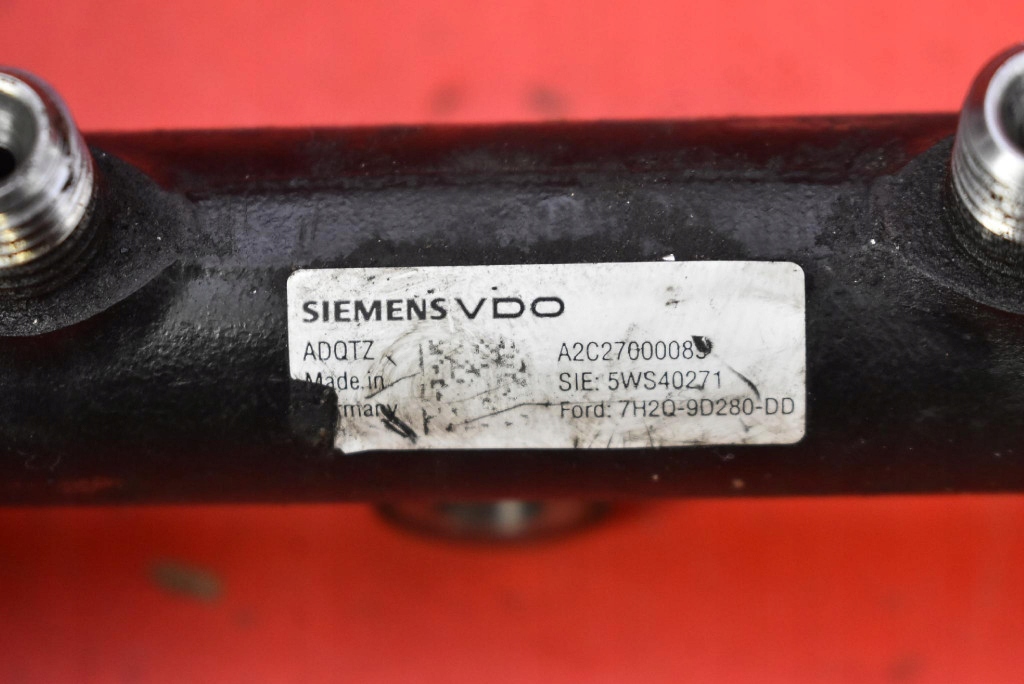 SIEMENS VDO
ADQTZ
Made in
SIE: 5WS40271
Ford: 7H2Q-9D280-DD